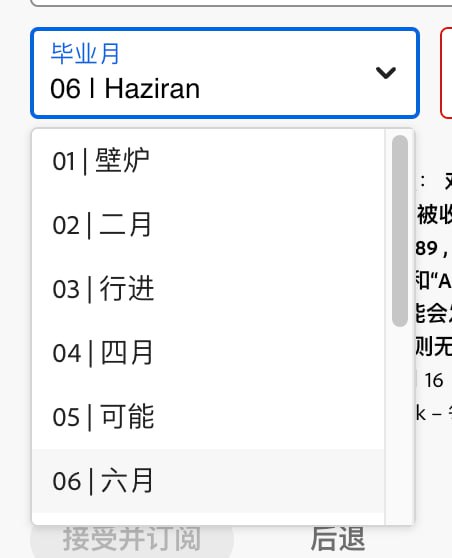 毕业月
06 | Haziran
01 | 壁炉
02 | 二月
03 | 行进
04 | 四月
05 | 可能
06 | 六月
：
被收
89，
和“A
能会
则无
16
k –
接受并订阅
后退